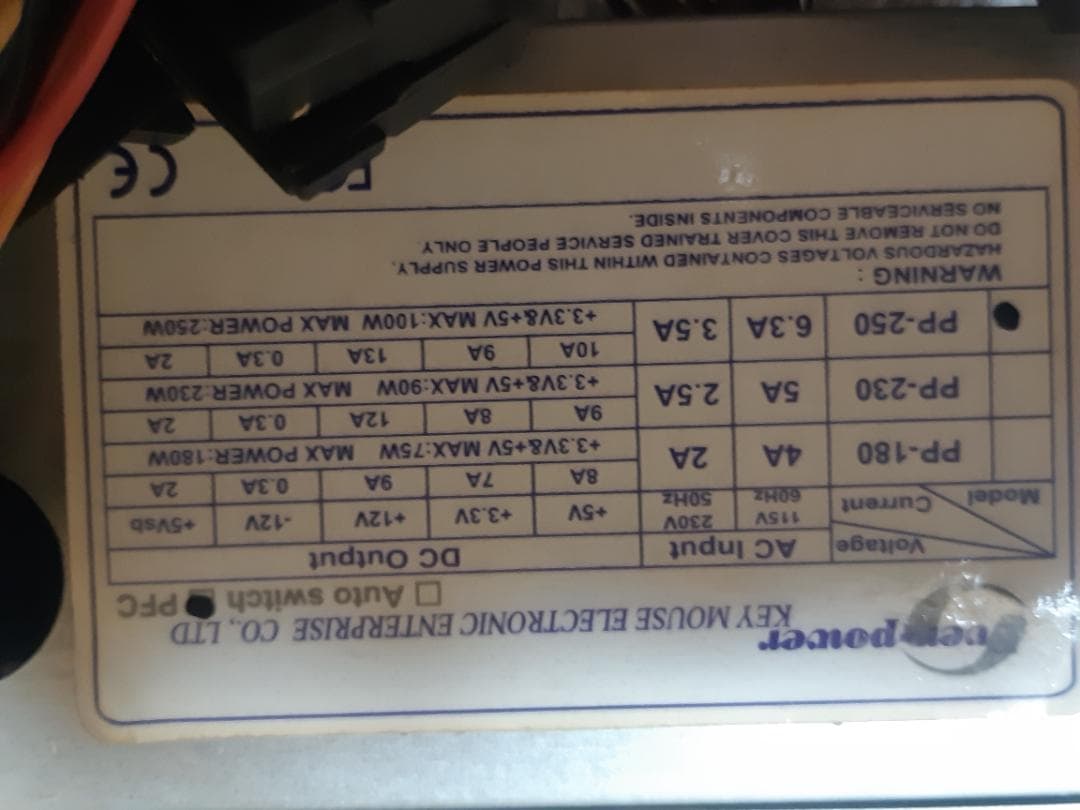 power
KEY MOUSE ELECTRONIC ENTERPRISE CO., LTD
Auto switch PFC
Voltage AC Input DC Output
Model Current 115V 60HZ 230V 50Hz +5V +3.3V +12V -12V +5Vsb
PP-180 4A 2A 8A 7A 9A 0.3A 2A
+3.3V&+5V MAX:75W MAX POWER:180W
PP-230 5A 2.5A 9A 8A 12A 0.3A 2A
+3.3V&+5V MAX:90W MAX POWER:230W
PP-250 6.3A 3.5A 10A 9A 13A 0.3A 2A
+3.3V&+5V MAX:100W MAX POWER:250W
WARNING :
HAZARDOUS VOLTAGES CONTAINED WITHIN THIS POWER SUPPLY,
DO NOT REMOVE THIS COVER TRAINED SERVICE PEOPLE ONLY
NO SERVICEABLE COMPONENTS INSIDE.
CE